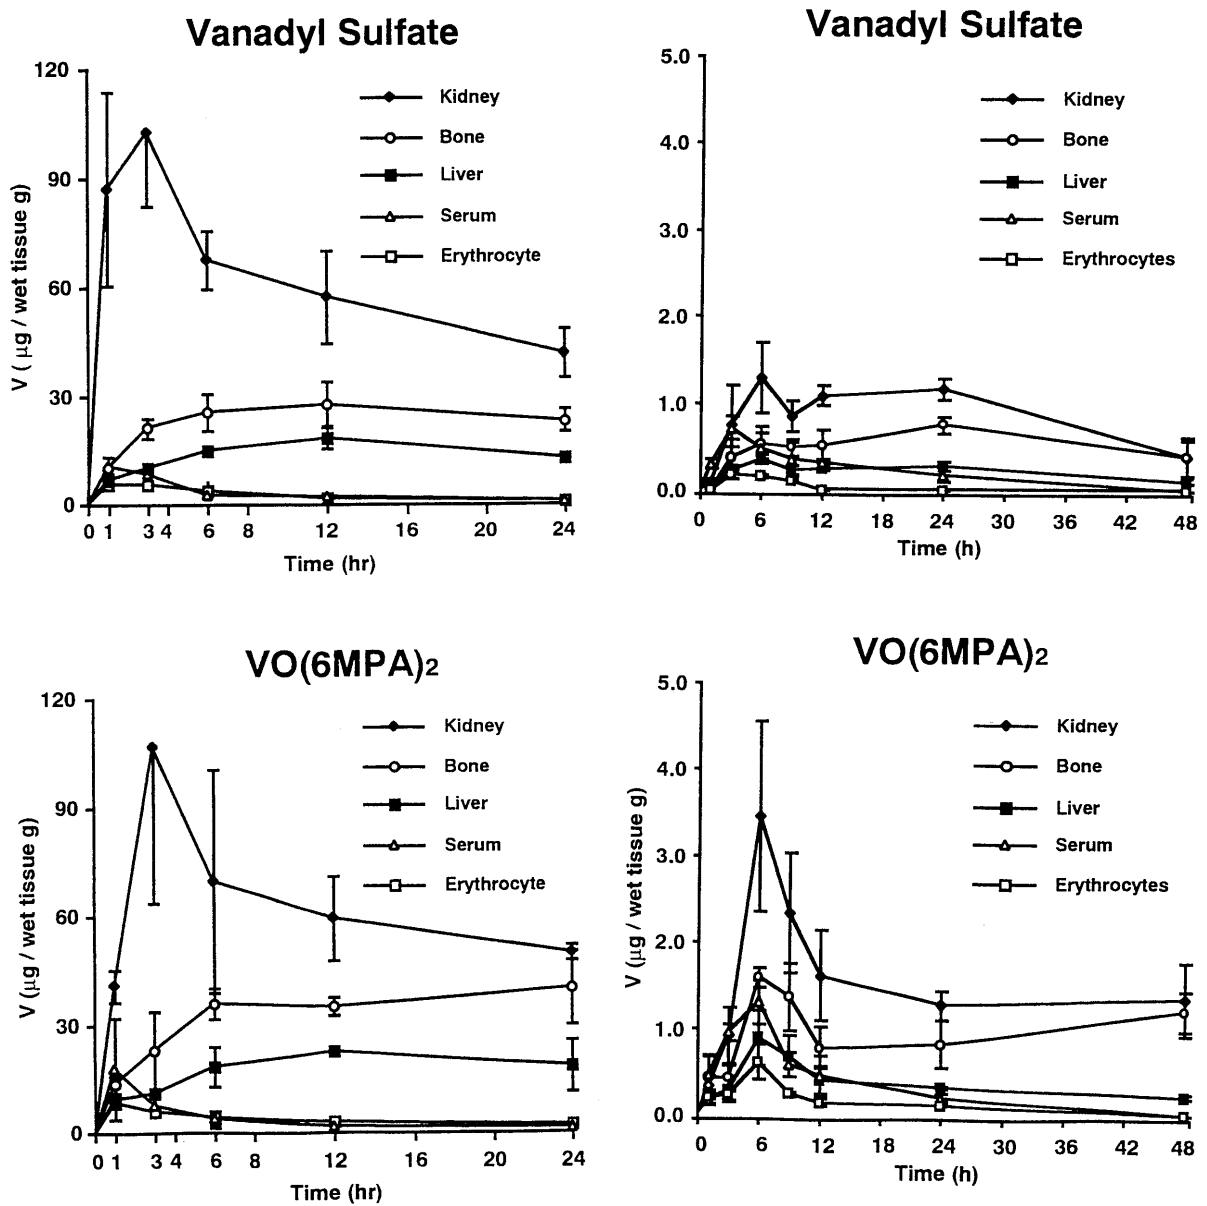 Vanadyl Sulfate
120
90
60
30
0
V ( μg / wet tissue g)
Kidney
Bone
Liver
Serum
Erythrocyte
0 1 3 4 6 8 12 16 20 24
Time (hr)
Vanadyl Sulfate
5.0
4.0
3.0
2.0
1.0
0.0
Kidney
Bone
Liver
Serum
Erythrocytes
0 6 12 18 24 30 36 42 48
Time (h)
VO(6MPA)2
120
90
60
30
0
V (μg / wet tissue g)
Kidney
Bone
Liver
Serum
Erythrocyte
0 1 3 4 6 8 12 16 20 24
Time (hr)
VO(6MPA)2
5.0
4.0
3.0
2.0
1.0
0.0
V (μg / wet tissue g)
Kidney
Bone
Liver
Serum
Erythrocytes
0 6 12 18 24 30 36 42 48
Time (h)